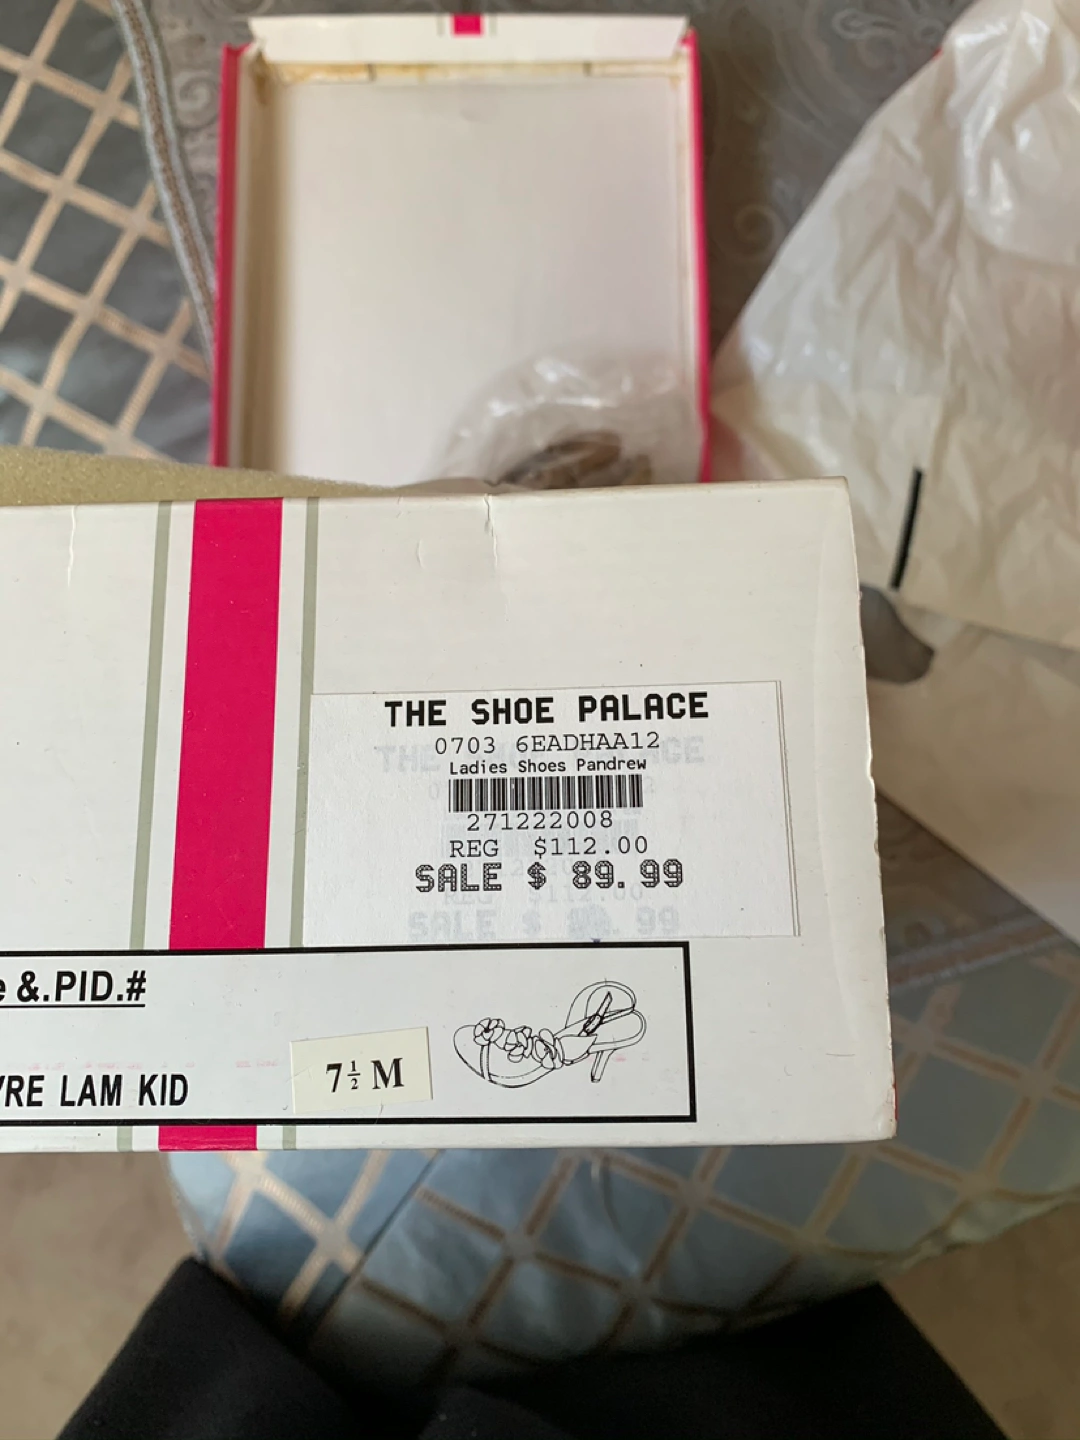 THE SHOE PALACE
0703 6EADHAA12
Ladies Shoes Pandrew
271222008
REG $112.00
SALE $ 89.99
&.PID.#
LAM KID
7½ M